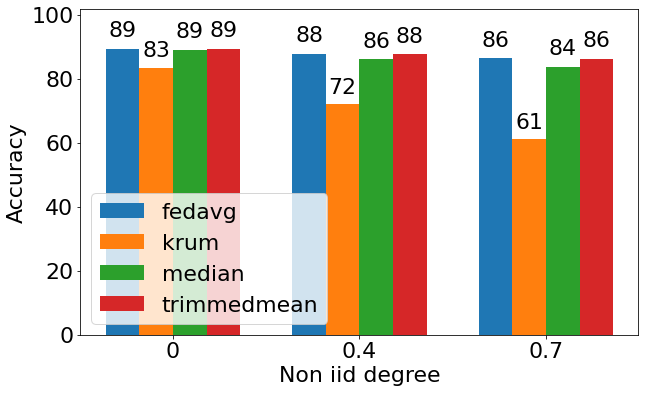 89 83 89 89 88 72 86 88 86 61 84 86
100
80
60
40
20
0
Accuracy
fedavg
krum
median
trimmedmean
0 0.4 0.7
Non iid degree